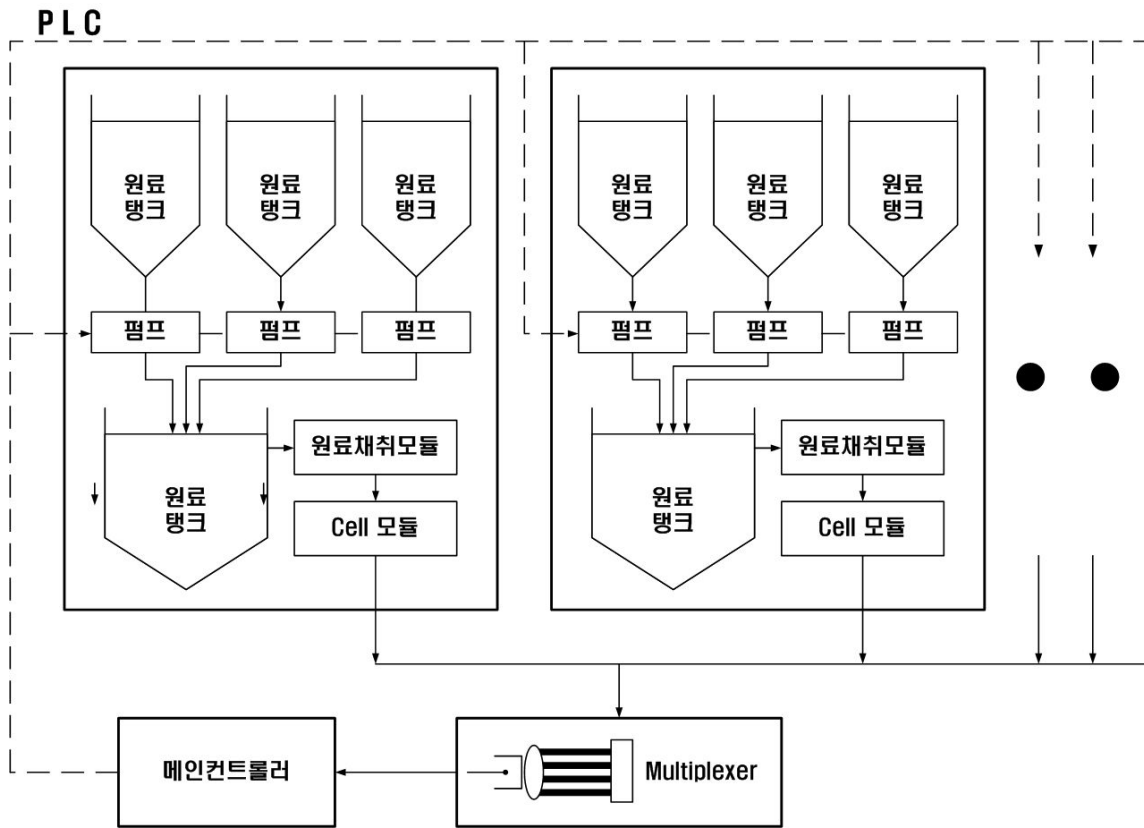 PLC
원료
탱크
원료
탱크
원료
탱크
원료
탱크
원료
탱크
원료
탱크
펌프
펌프
펌프
펌프
펌프
펌프
원료
탱크
원료채취모듈
Cell 모듈
원료
탱크
원료채취모듈
Cell 모듈
메인컨트롤러
Multiplexer